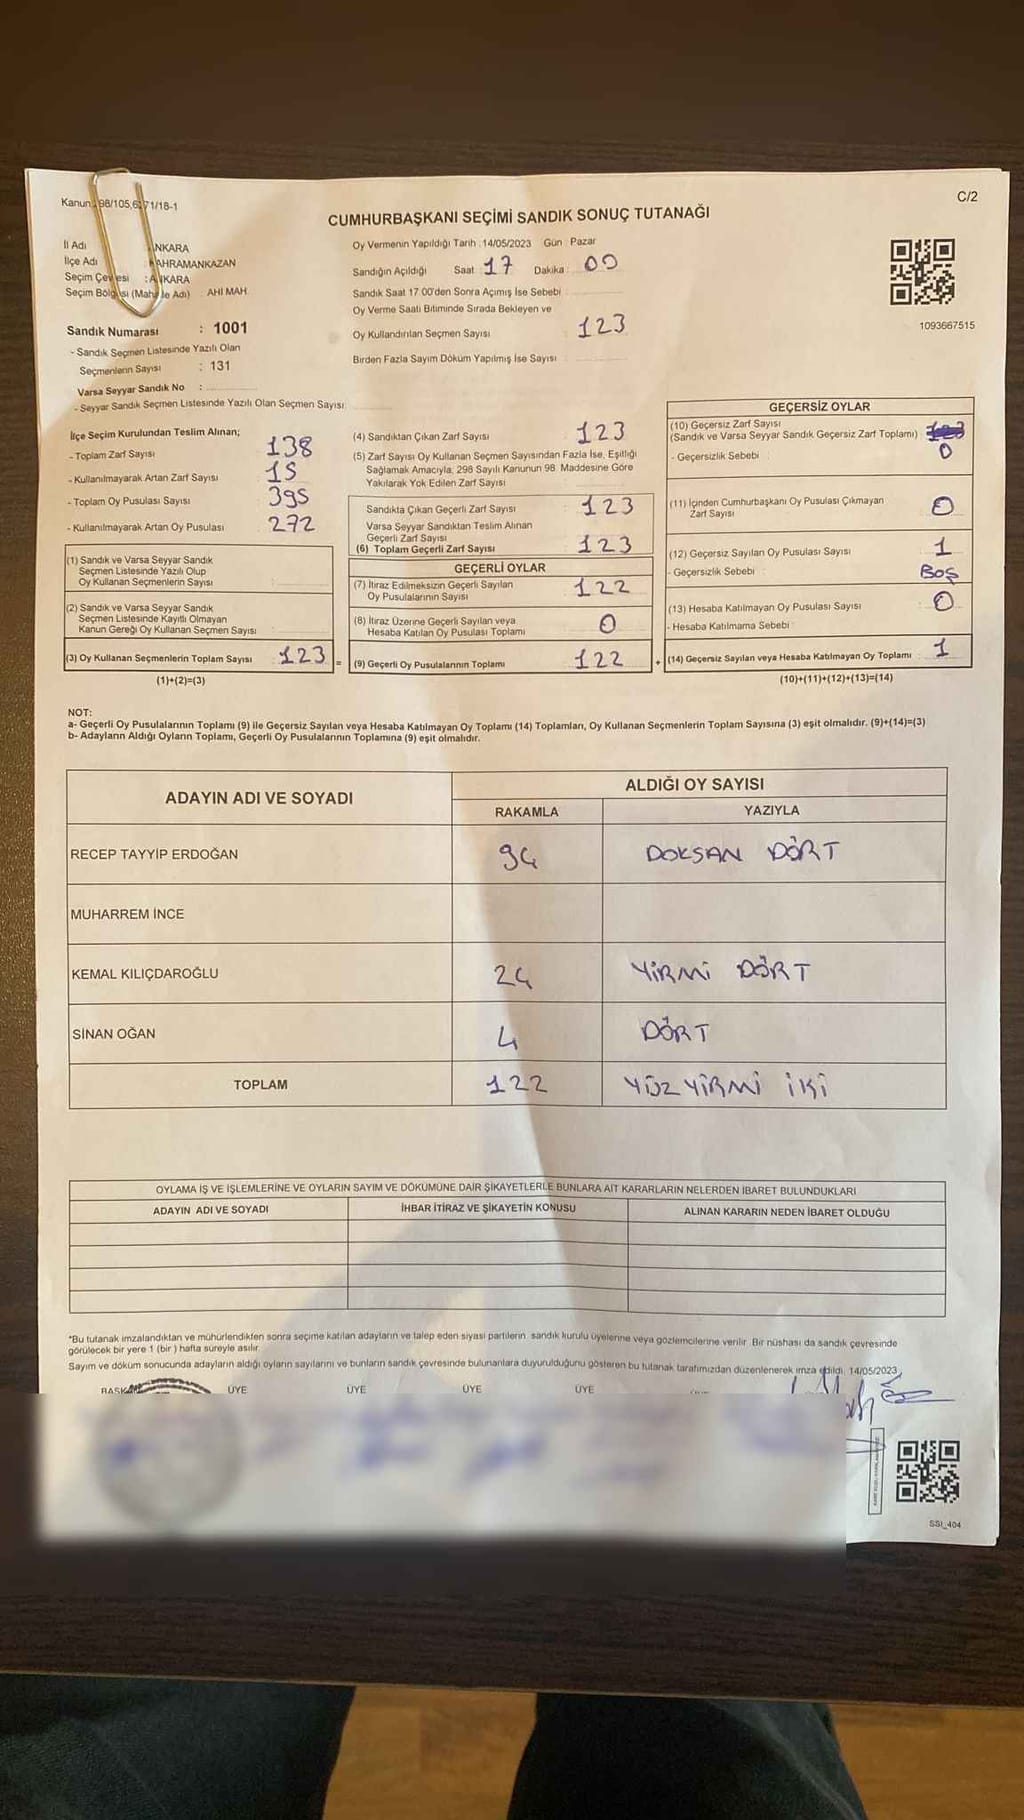 Kanun: 98/105,6271/18-1
C/2
CUMHURBAŞKANI SEÇİMİ SANDIK SONUÇ TUTANAĞI
İl Adı ANKARA
İlçe Adı KAHRAMANKAZAN
Seçim Çevresi : ANKARA
Seçim Bölgesi (Mahalle Adı) AHI MAH.
Sandık Numarası : 1001
- Sandık Seçmen Listesinde Yazılı Olan
Seçmenlerin Sayısı : 131
Varsa Seyyar Sandık No :
- Seyyar Sandık Seçmen Listesinde Yazılı Olan Seçmen Sayısı:
Oy Vermenin Yapıldığı Tarih : 14/05/2023 Gün Pazar
Sandığın Açıldığı Saat 17 Dakika : 00
Sandık Saat 17:00'den Sonra Açımış İse Sebebi
Oy Verme Saati Bitiminde Sırada Bekleyen ve
Oy Kullandırılan Seçmen Sayısı 123
Birden Fazla Sayım Döküm Yapılmış İse Sayısı
1093667515
İlçe Seçim Kurulundan Teslim Alınan;
- Toplam Zarf Sayısı 138
- Kullanılmayarak Artan Zarf Sayısı 15
- Toplam Oy Pusulası Sayısı 395
- Kullanılmayarak Artan Oy Pusulası 272
(1) Sandık ve Varsa Seyyar Sandık
Seçmen Listesinde Yazılı Olup
Oy Kullanan Seçmenlerin Sayısı
(2) Sandık ve Varsa Seyyar Sandık
Seçmen Listesinde Kayıtlı Olmayan
Kanun Gereği Oy Kullanan Seçmen Sayısı
(3) Oy Kullanan Seçmenlerin Toplam Sayısı 123 =
(1)+(2)=(3)
(4) Sandıktan Çıkan Zarf Sayısı 123
(5) Zarf Sayısı Oy Kullanan Seçmen Sayısından Fazla İse, Eşitliği
Sağlamak Amacıyla, 298 Sayılı Kanunun 98. Maddesine Göre
Yakılarak Yok Edilen Zarf Sayısı
Sandıkta Çıkan Geçerli Zarf Sayısı 123
Varsa Seyyar Sandıktan Teslim Alınan
Geçerli Zarf Sayısı
(6) Toplam Geçerli Zarf Sayısı 123
GEÇERLİ OYLAR
(7) İtiraz Edilmeksizin Geçerli Sayılan
Oy Pusulalarının Sayısı 122
(8) İtiraz Üzerine Geçerli Sayılan veya
Hesaba Katılan Oy Pusulası Toplamı 0
(9) Geçerli Oy Pusulalarının Toplamı 122 +
GEÇERSİZ OYLAR
(10) Geçersiz Zarf Sayısı
(Sandık ve Varsa Seyyar Sandık Geçersiz Zarf Toplamı) 123
- Geçersizlik Sebebi 0
(11) İçinden Cumhurbaşkanı Oy Pusulası Çıkmayan
Zarf Sayısı 0
(12) Geçersiz Sayılan Oy Pusulası Sayısı 1
- Geçersizlik Sebebi BOŞ
(13) Hesaba Katılmayan Oy Pusulası Sayısı 0
- Hesaba Katılmama Sebebi
(14) Geçersiz Sayılan veya Hesaba Katılmayan Oy Toplamı 1
(10)+(11)+(12)+(13)=(14)
NOT:
a- Geçerli Oy Pusulalarının Toplamı (9) ile Geçersiz Sayılan veya Hesaba Katılmayan Oy Toplamı (14) Toplamları, Oy Kullanan Seçmenlerin Toplam Sayısına (3) eşit olmalıdır. (9)+(14)=(3)
b- Adayların Aldığı Oyların Toplamı, Geçerli Oy Pusulalarının Toplamına (9) eşit olmalıdır.
ADAYIN ADI VE SOYADI ALDIĞI OY SAYISI
RAKAMLA YAZIYLA
RECEP TAYYİP ERDOĞAN 94 DOKSAN DÖRT
MUHARREM İNCE
KEMAL KILIÇDAROĞLU 24 YİRMİ DÖRT
SİNAN OĞAN 4 DÖRT
TOPLAM 122 YÜZ YİRMİ İKİ
OYLAMA İŞ VE İŞLEMLERİNE VE OYLARIN SAYIM VE DÖKÜMÜNE DAİR ŞİKAYETLERLE BUNLARA AİT KARARLARIN NELERDEN İBARET BULUNDUKLARI
ADAYIN ADI VE SOYADI İHBAR İTİRAZ VE ŞİKAYETİN KONUSU ALINAN KARARIN NEDEN İBARET OLDUĞU
*Bu tutanak imzalandıktan ve mühürlendikten sonra seçime katılan adayların ve talep eden siyasi partilerin sandık kurulu üyelerine veya gözlemcilerine verilir. Bir nüshası da sandık çevresinde
görülecek bir yere 1 (bir ) hafta süreyle asılır.
Sayım ve döküm sonucunda adayların aldığı oyların sayılarını ve bunların sandık çevresinde bulunanlara duyurulduğunu gösteren bu tutanak tarafımızdan düzenlenerek imza edildi. 14/05/2023
ÜYE ÜYE ÜYE ÜYE
SSI_404